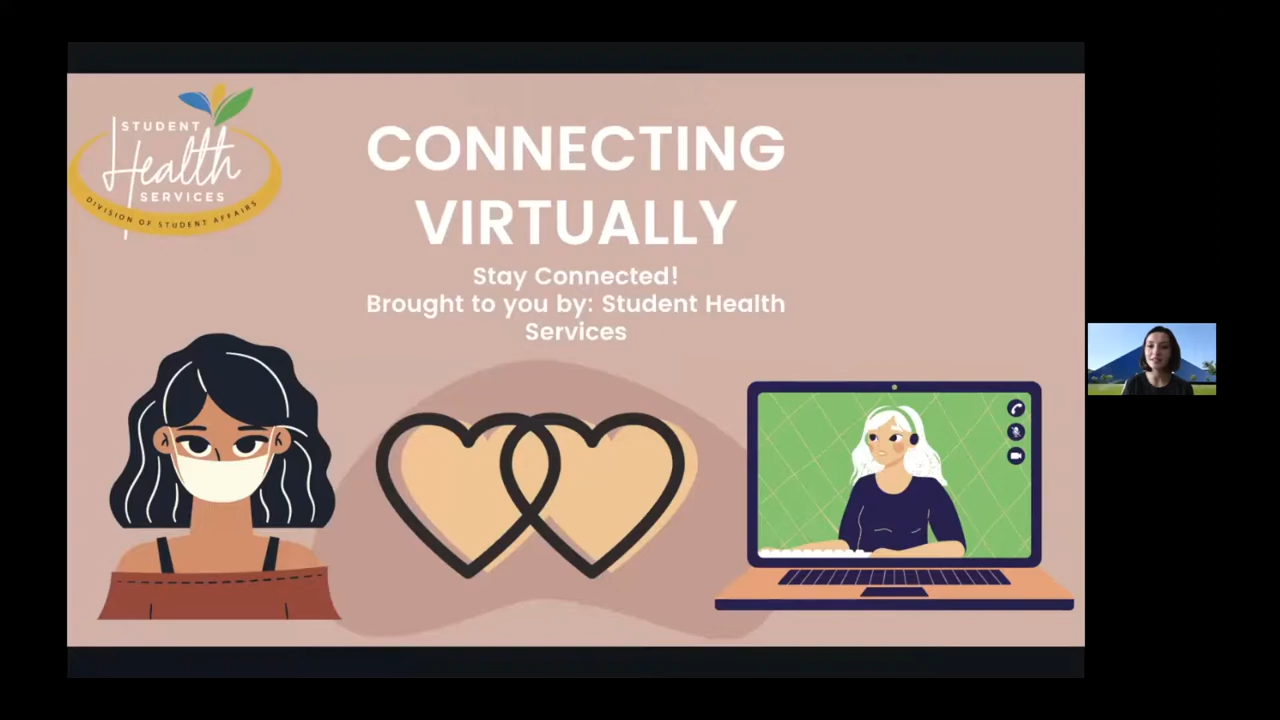 STUDENT
Health
SERVICES
DIVISION OF STUDENT AFFAIRS
CONNECTING
VIRTUALLY
Stay Connected!
Brought to you by: Student Health
Services